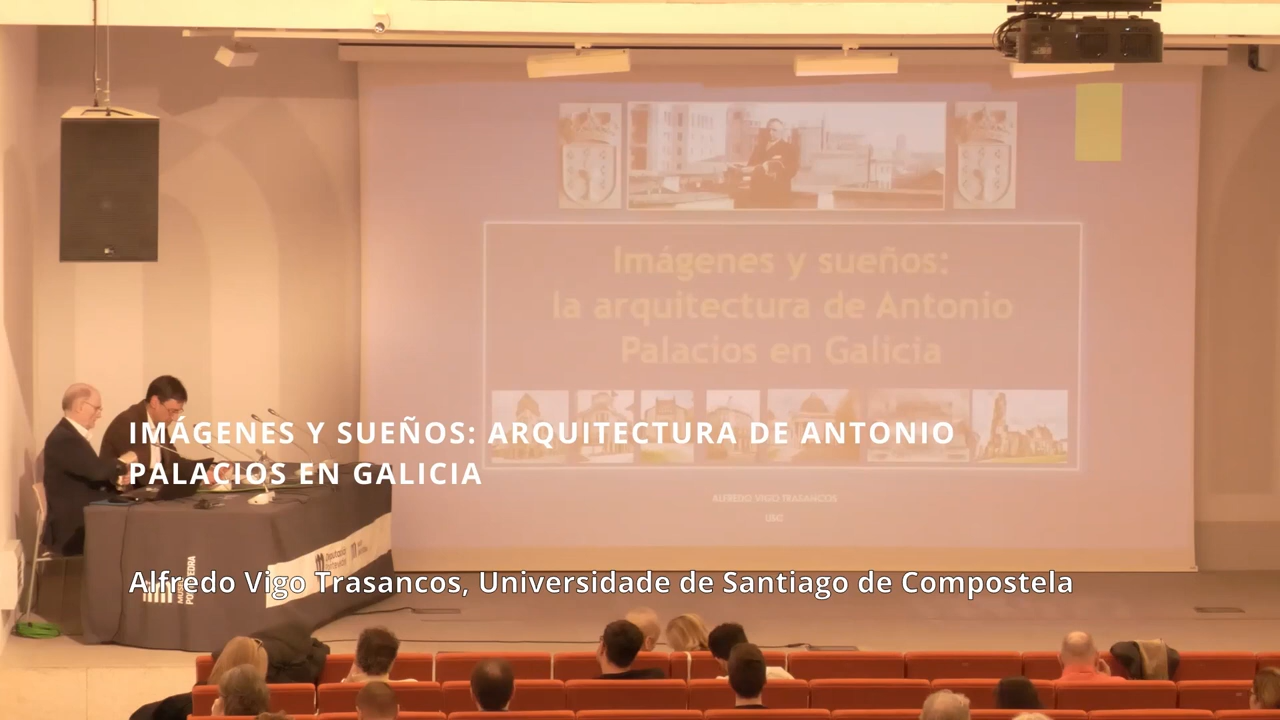 Imágenes y sueños:
la arquitectura de Antonio
Palacios en Galicia
IMÁGENES Y SUEÑOS: ARQUITECTURA DE ANTONIO
PALACIOS EN GALICIA
ALFREDO VIGO TRASANCOS
USC
Alfredo Vigo Trasancos, Universidade de Santiago de Compostela